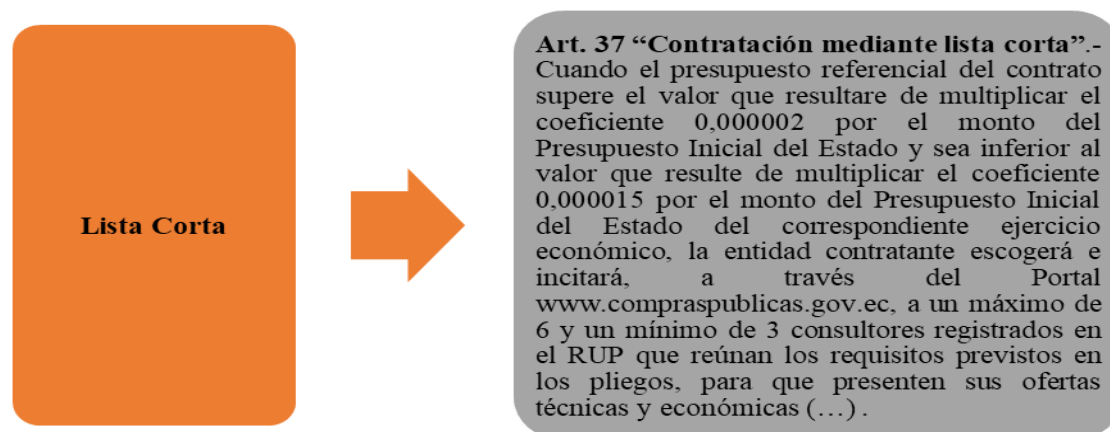 Lista Corta
Art. 37 “Contratación mediante lista corta”.-
Cuando el presupuesto referencial del contrato
supere el valor que resultare de multiplicar el
coeficiente 0,000002 por el monto del
Presupuesto Inicial del Estado y sea inferior al
valor que resulte de multiplicar el coeficiente
0,000015 por el monto del Presupuesto Inicial
del Estado del correspondiente ejercicio
económico, la entidad contratante escogerá e
incitará, a través del Portal
www.compraspublicas.gov.ec, a un máximo de
6 y un mínimo de 3 consultores registrados en
el RUP que reúnan los requisitos previstos en
los pliegos, para que presenten sus ofertas
técnicas y económicas (…) .